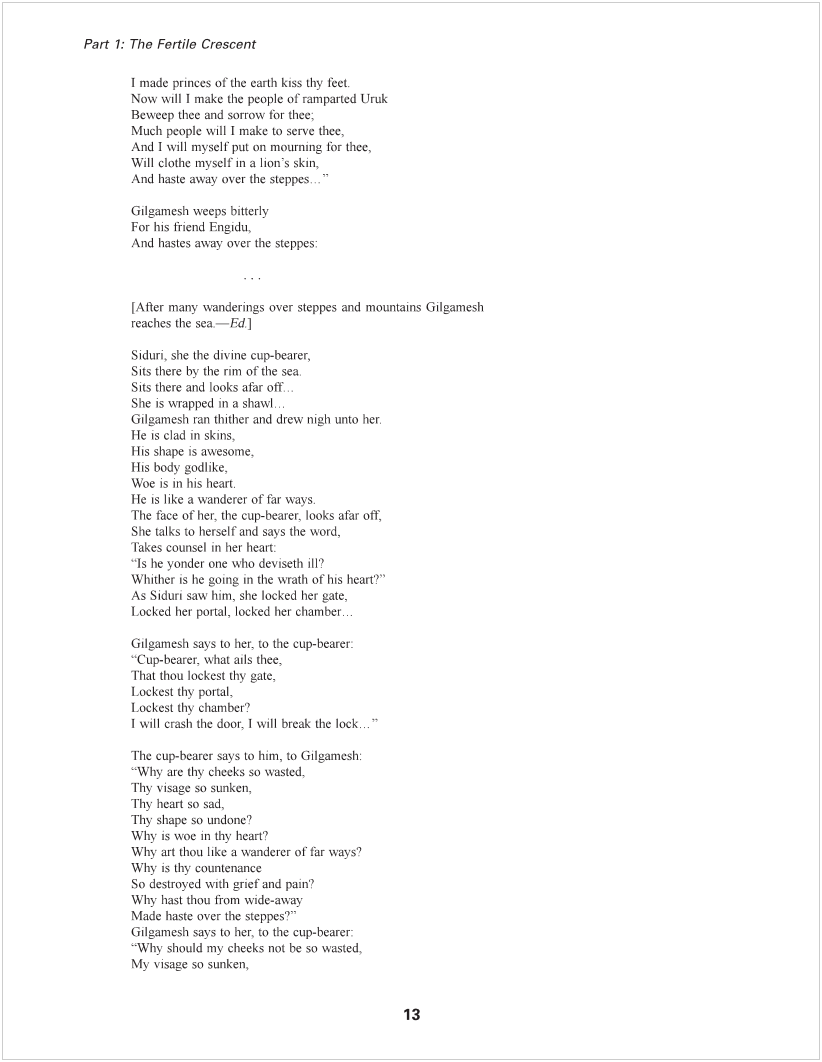 Part 1: The Fertile Crescent
I made princes of the earth kiss thy feet.
Now will I make the people of ramparted Uruk
Beweep thee and sorrow for thee;
Much people will I make to serve thee,
And I will myself put on mourning for thee,
Will clothe myself in a lion’s skin,
And haste away over the steppes…”
Gilgamesh weeps bitterly
For his friend Engidu,
And hastes away over the steppes:
. . .
[After many wanderings over steppes and mountains Gilgamesh
reaches the sea.—Ed.]
Siduri, she the divine cup-bearer,
Sits there by the rim of the sea.
Sits there and looks afar off…
She is wrapped in a shawl…
Gilgamesh ran thither and drew nigh unto her.
He is clad in skins,
His shape is awesome,
His body godlike,
Woe is in his heart.
He is like a wanderer of far ways.
The face of her, the cup-bearer, looks afar off,
She talks to herself and says the word,
Takes counsel in her heart:
“Is he yonder one who deviseth ill?
Whither is he going in the wrath of his heart?”
As Siduri saw him, she locked her gate,
Locked her portal, locked her chamber…
Gilgamesh says to her, to the cup-bearer:
“Cup-bearer, what ails thee,
That thou lockest thy gate,
Lockest thy portal,
Lockest thy chamber?
I will crash the door, I will break the lock…”
The cup-bearer says to him, to Gilgamesh:
“Why are thy cheeks so wasted,
Thy visage so sunken,
Thy heart so sad,
Thy shape so undone?
Why is woe in thy heart?
Why art thou like a wanderer of far ways?
Why is thy countenance
So destroyed with grief and pain?
Why hast thou from wide-away
Made haste over the steppes?”
Gilgamesh says to her, to the cup-bearer:
“Why should my cheeks not be so wasted,
My visage so sunken,
13